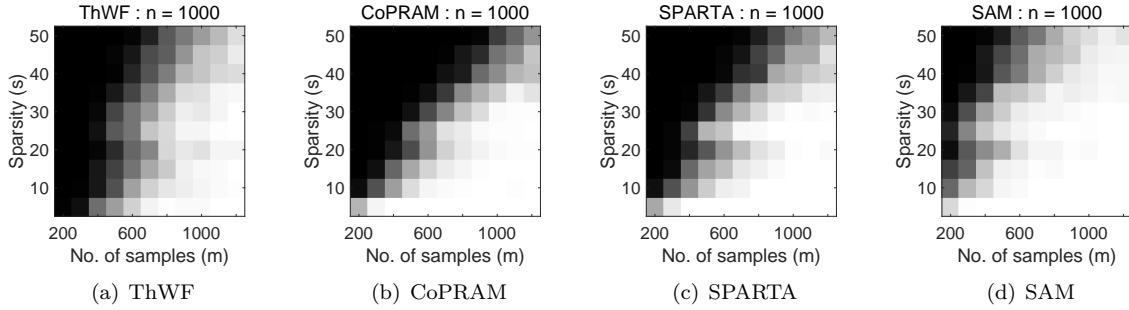 ThWF : n = 1000
50
40
30
20
10
Sparsity (s)
200 600 1000
No. of samples (m)
(a) ThWF
CoPRAM : n = 1000
50
40
30
20
10
Sparsity (s)
200 600 1000
No. of samples (m)
(b) CoPRAM
SPARTA : n = 1000
50
40
30
20
10
Sparsity (s)
200 600 1000
No. of samples (m)
(c) SPARTA
SAM : n = 1000
50
40
30
20
10
Sparsity (s)
200 600 1000
No. of samples (m)
(d) SAM